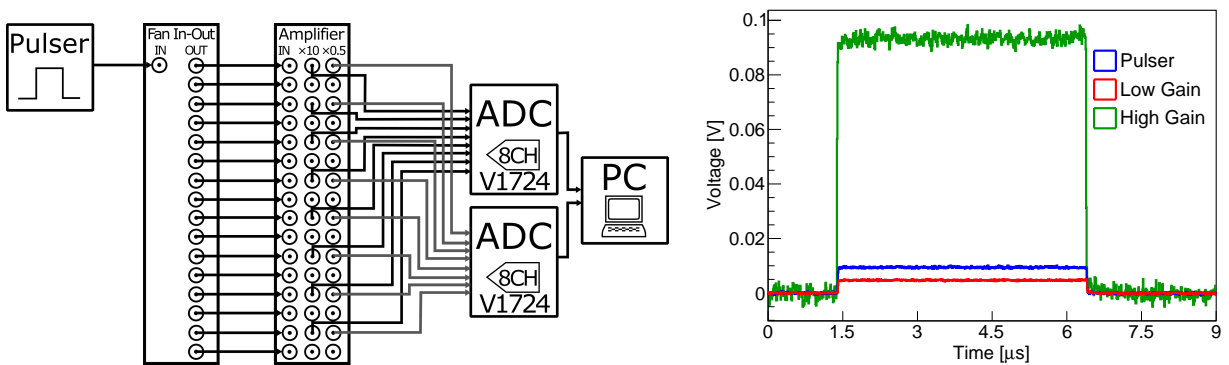 Pulser
Fan In-Out
IN OUT
Amplifier
IN ×10 ×0.5
ADC
8CH
V1724
ADC
8CH
V1724
PC
Voltage [V]
0.1
0.08
0.06
0.04
0.02
0
0 1.5 3 4.5 6 7.5 9
Time [μs]
Pulser
Low Gain
High Gain